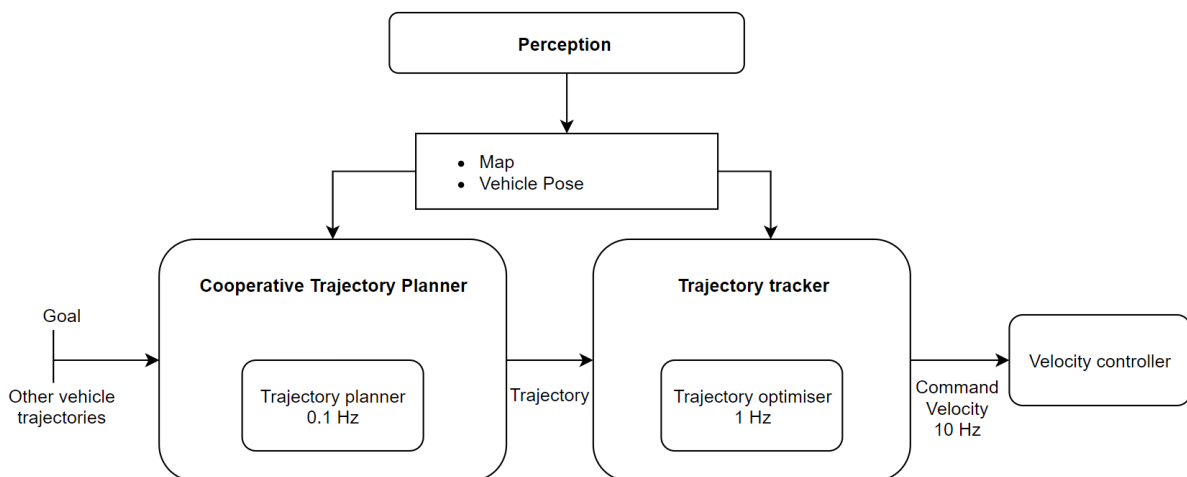 Perception
• Map
• Vehicle Pose
Cooperative Trajectory Planner
Trajectory tracker
Goal
Other vehicle
trajectories
Trajectory planner
0.1 Hz
Trajectory
Trajectory optimiser
1 Hz
Command
Velocity
10 Hz
Velocity controller